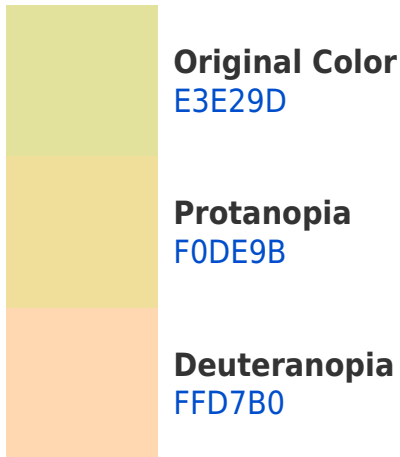 Original Color
E3E29D
Protanopia
F0DE9B
Deuteranopia
FFD7B0